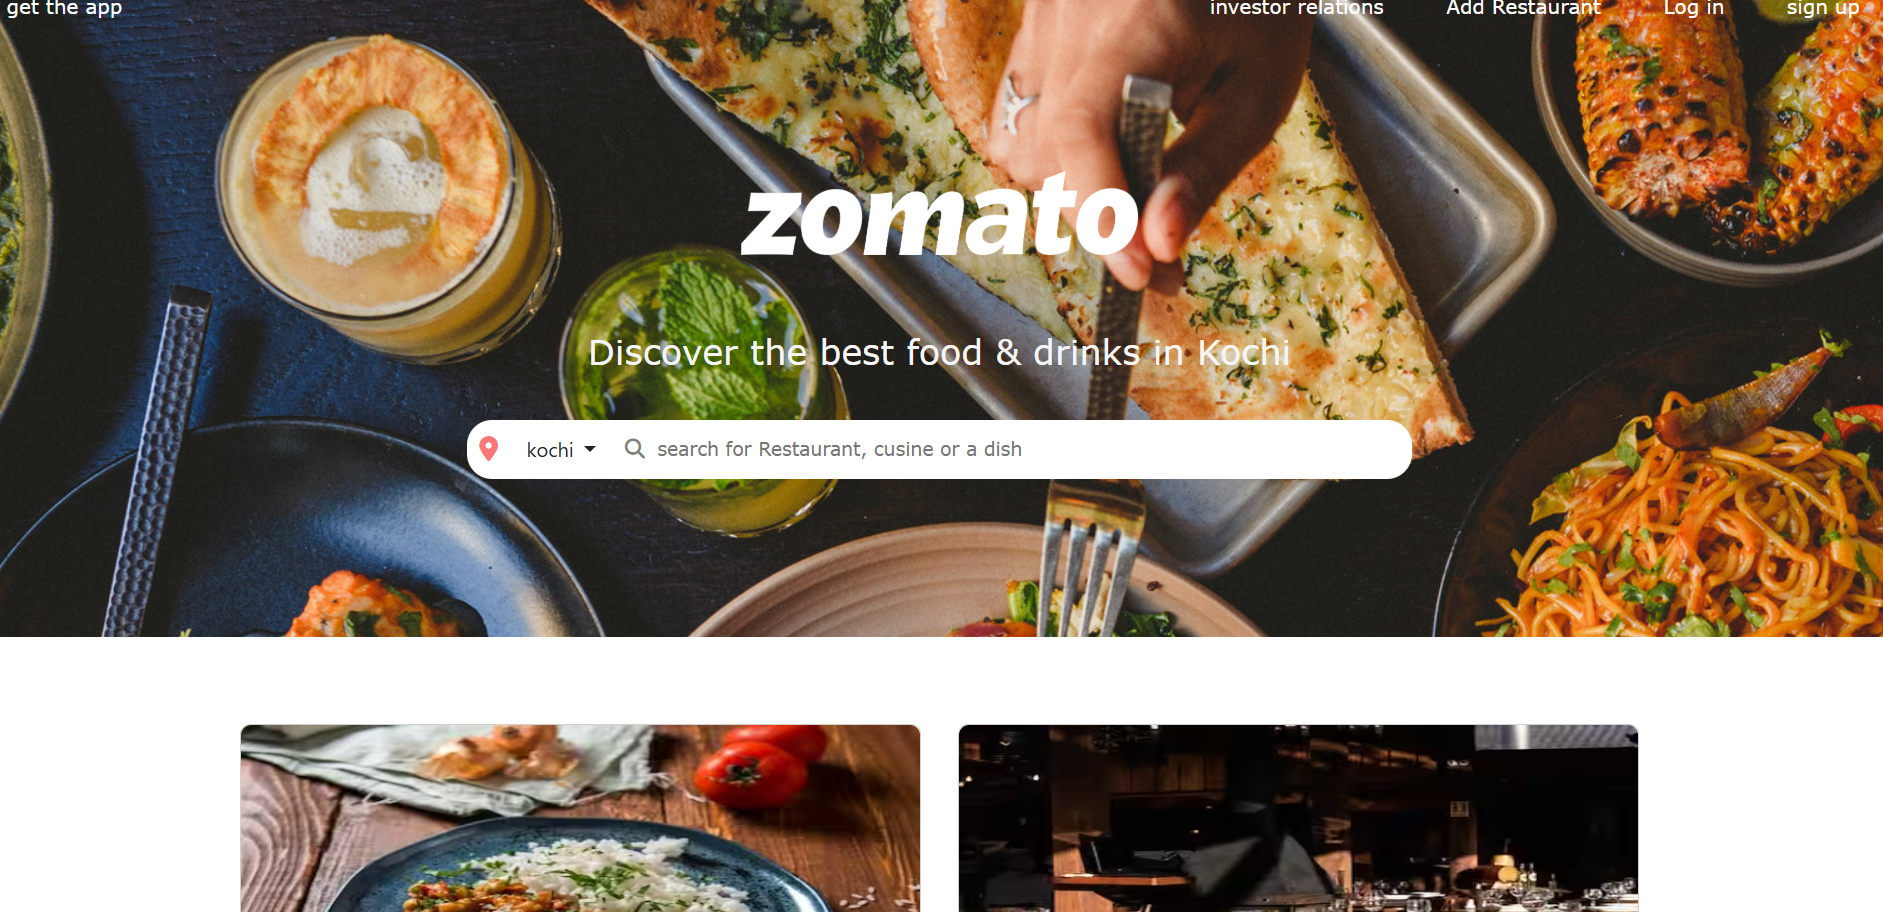 get the app
investor relations
Add Restaurant
Log in
sign up
zomato
Discover the best food & drinks in Kochi
kochi
search for Restaurant, cusine or a dish